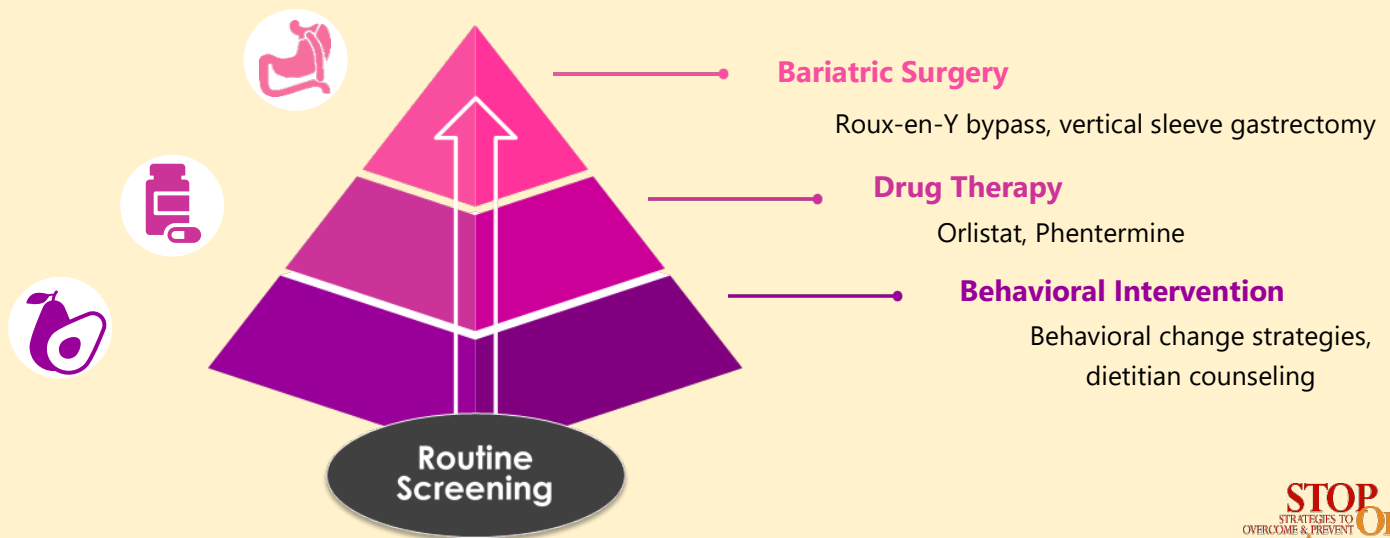 Bariatric Surgery
Roux-en-Y bypass, vertical sleeve gastrectomy
Drug Therapy
Orlistat, Phentermine
Behavioral Intervention
Behavioral change strategies,
dietitian counseling
Routine
Screening
STOP
STRATEGIES TO
OVERCOME & PREVENT